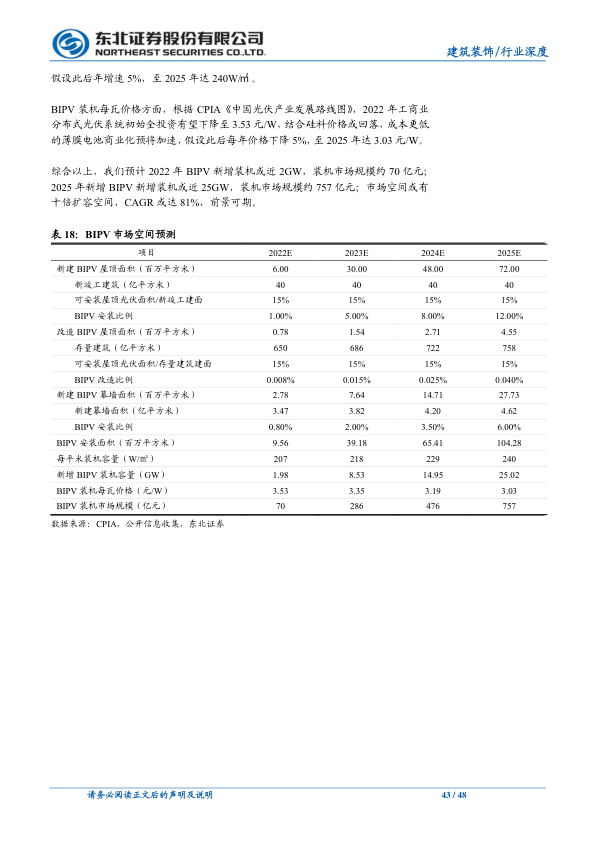 东北证券股份有限公司
NORTHEAST SECURITIES CO.,LTD.
建筑装饰/行业深度
假设此后年增速 5%，至 2025 年达 240W/㎡。
BIPV 装机每瓦价格方面，根据 CPIA《中国光伏产业发展路线图》，2022 年工商业
分布式光伏系统初始全投资有望下降至 3.53 元/W，结合硅料价格或回落，成本更低
的薄膜电池商业化预将加速，假设此后每年价格下降 5%，至 2025 年达 3.03 元/W。
综合以上，我们预计 2022 年 BIPV 新增装机或近 2GW，装机市场规模约 70 亿元；
2025 年新增 BIPV 新增装机或近 25GW，装机市场规模约 757 亿元；市场空间或有
十倍扩容空间，CAGR 或达 81%，前景可期。
表 18：BIPV 市场空间预测
项目 2022E 2023E 2024E 2025E
新建 BIPV 屋顶面积（百万平方米） 6.00 30.00 48.00 72.00
新竣工建筑（亿平方米） 40 40 40 40
可安装屋顶光伏面积/新竣工建面 15% 15% 15% 15%
BIPV 安装比例 1.00% 5.00% 8.00% 12.00%
改造 BIPV 屋顶面积（百万平方米） 0.78 1.54 2.71 4.55
存量建筑（亿平方米） 650 686 722 758
可安装屋顶光伏面积/存量建筑建面 15% 15% 15% 15%
BIPV 改造比例 0.008% 0.015% 0.025% 0.040%
新建 BIPV 幕墙面积（百万平方米） 2.78 7.64 14.71 27.73
新建幕墙面积（亿平方米） 3.47 3.82 4.20 4.62
BIPV 安装比例 0.80% 2.00% 3.50% 6.00%
BIPV 安装面积（百万平方米） 9.56 39.18 65.41 104.28
每平米装机容量（W/㎡） 207 218 229 240
新增 BIPV 装机容量（GW） 1.98 8.53 14.95 25.02
BIPV 装机每瓦价格（元/W） 3.53 3.35 3.19 3.03
BIPV 装机市场规模（亿元） 70 286 476 757
数据来源：CPIA，公开信息收集，东北证券
请务必阅读正文后的声明及说明
43 / 48